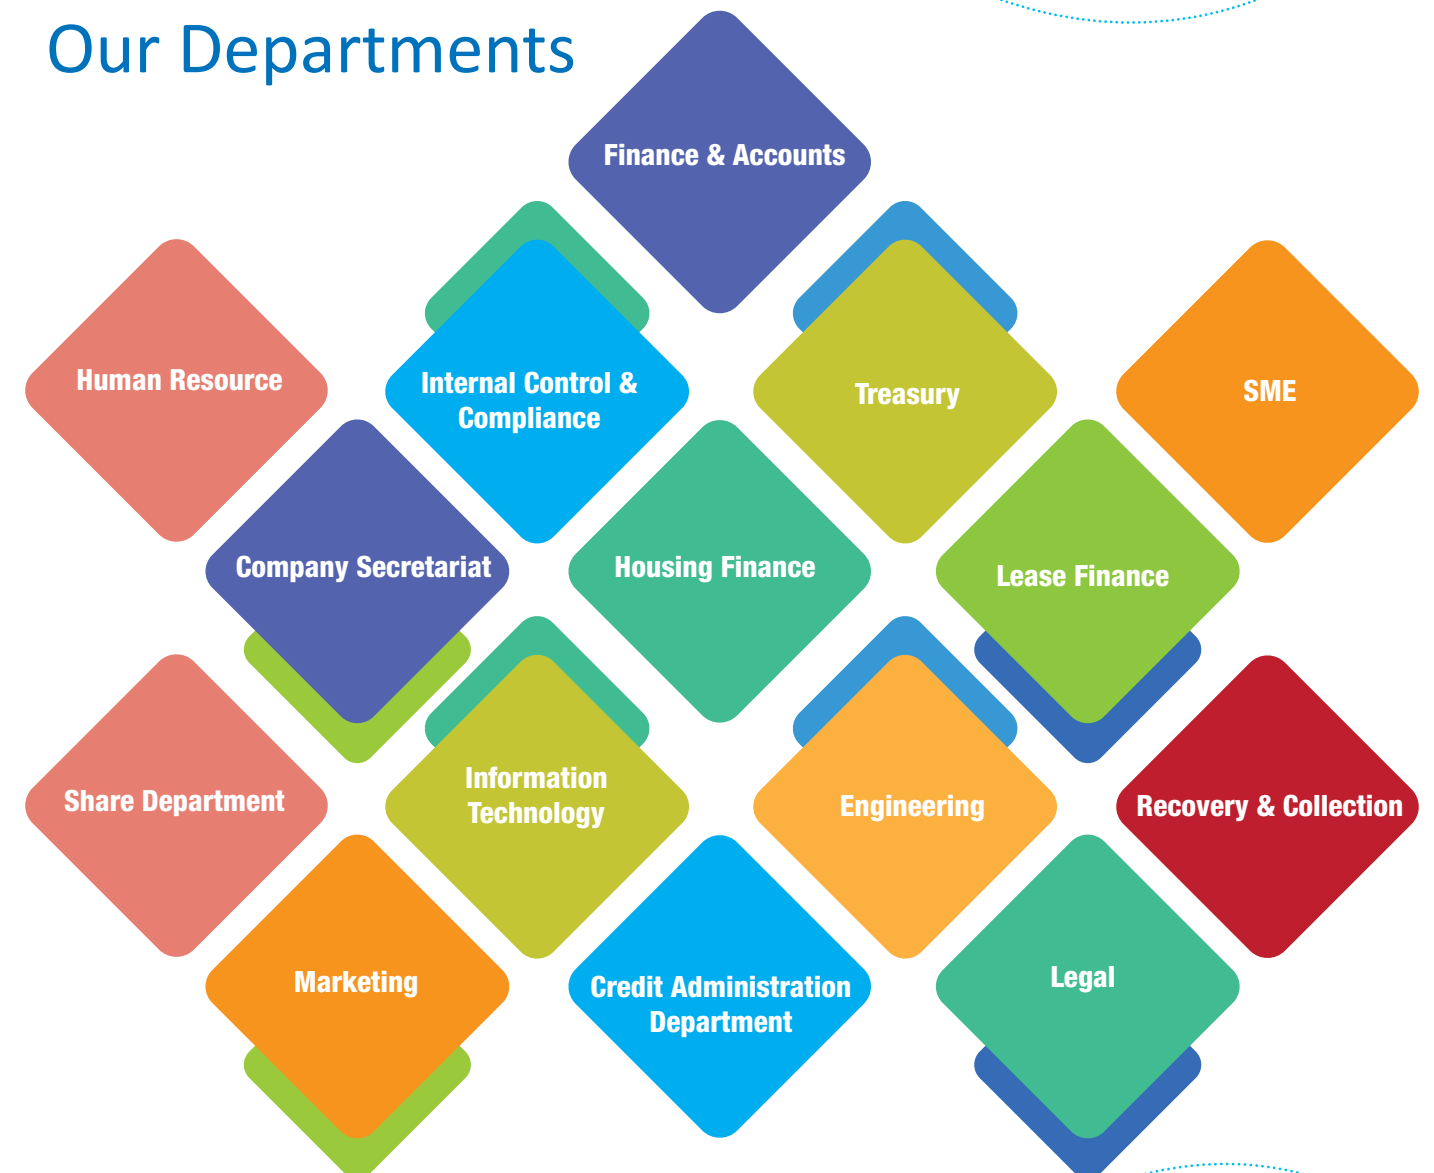 Our Departments
Finance & Accounts
Human Resource
Internal Control &
Compliance
Treasury
SME
Company Secretariat
Housing Finance
Lease Finance
Share Department
Information
Technology
Engineering
Recovery & Collection
Marketing
Credit Administration
Department
Legal